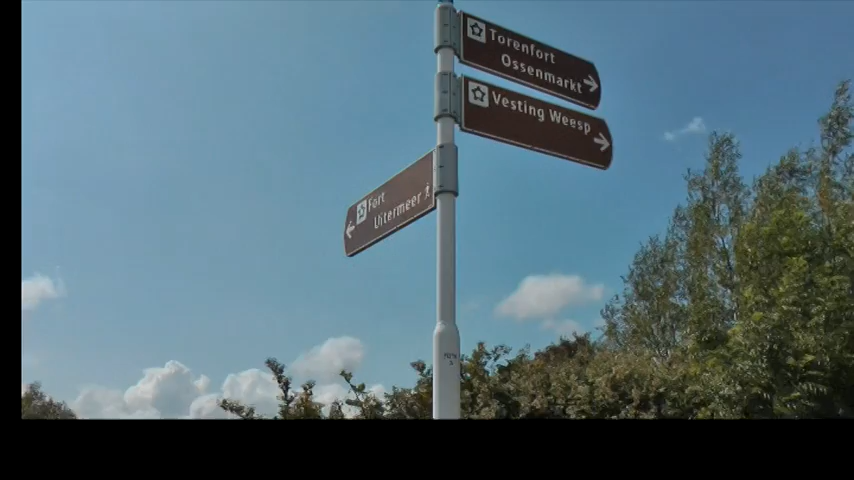 Torenfort
Ossenmarkt
Vesting Weesp
Fort
Uitermeer